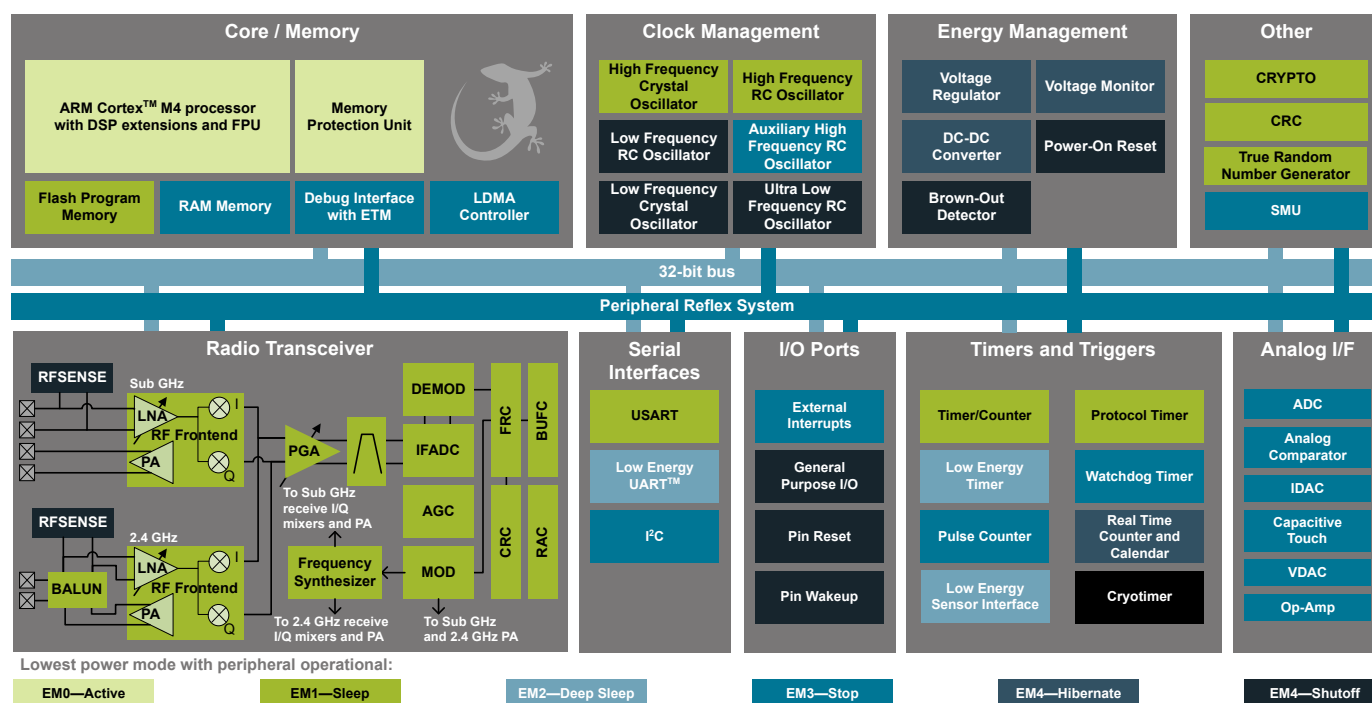 Core / Memory
ARM Cortex™ M4 processor
with DSP extensions and FPU
Memory
Protection Unit
Flash Program
Memory
RAM Memory
Debug Interface
with ETM
LDMA
Controller
Clock Management
High Frequency
Crystal
Oscillator
High Frequency
RC Oscillator
Low Frequency
RC Oscillator
Auxiliary High
Frequency RC
Oscillator
Low Frequency
Crystal
Oscillator
Ultra Low
Frequency RC
Oscillator
Energy Management
Voltage
Regulator
Voltage Monitor
DC-DC
Converter
Power-On Reset
Brown-Out
Detector
Other
CRYPTO
CRC
True Random
Number Generator
SMU
32-bit bus
Peripheral Reflex System
Radio Transceiver
RFSENSE
Sub GHz
LNA
I
RF Frontend
PA
Q
RFSENSE
2.4 GHz
LNA
I
BALUN
RF Frontend
PA
Q
PGA
To Sub GHz
receive I/Q
mixers and PA
Frequency
Synthesizer
To 2.4 GHz receive
I/Q mixers and PA
DEMOD
IFADC
AGC
MOD
To Sub GHz
and 2.4 GHz PA
FRC
BUFC
CRC
RAC
Serial
Interfaces
USART
Low Energy
UART™
I²C
I/O Ports
External
Interrupts
General
Purpose I/O
Pin Reset
Pin Wakeup
Timers and Triggers
Timer/Counter
Protocol Timer
Low Energy
Timer
Watchdog Timer
Pulse Counter
Real Time
Counter and
Calendar
Low Energy
Sensor Interface
Cryotimer
Analog I/F
ADC
Analog
Comparator
IDAC
Capacitive
Touch
VDAC
Op-Amp
Lowest power mode with peripheral operational:
EM0—Active
EM1—Sleep
EM2—Deep Sleep
EM3—Stop
EM4—Hibernate
EM4—Shutoff